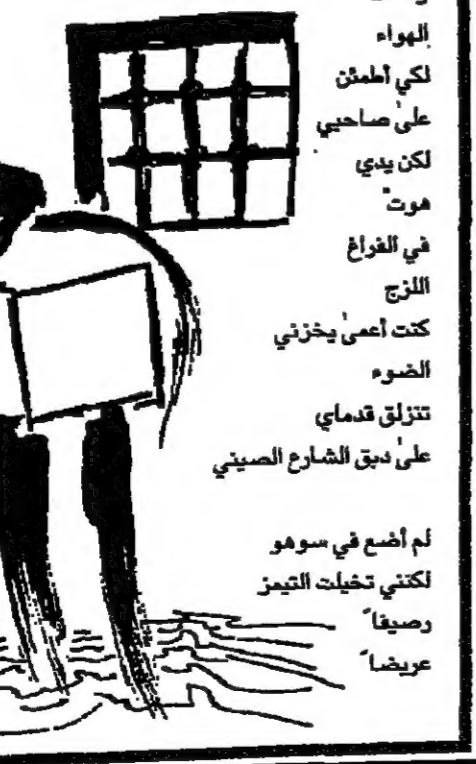 الهواء
لكي أطمئن
علىٰ صاحبي
لكن يدي
هوت
في الفراغ
اللزج
كنت أعمىٰ يخزني
الضوء
تنزلق قدماي
علىٰ دبق الشارع الصيني
لم أضع في سوهو
لكنني تخيلت التيمز
رصيفاً
عريضاً